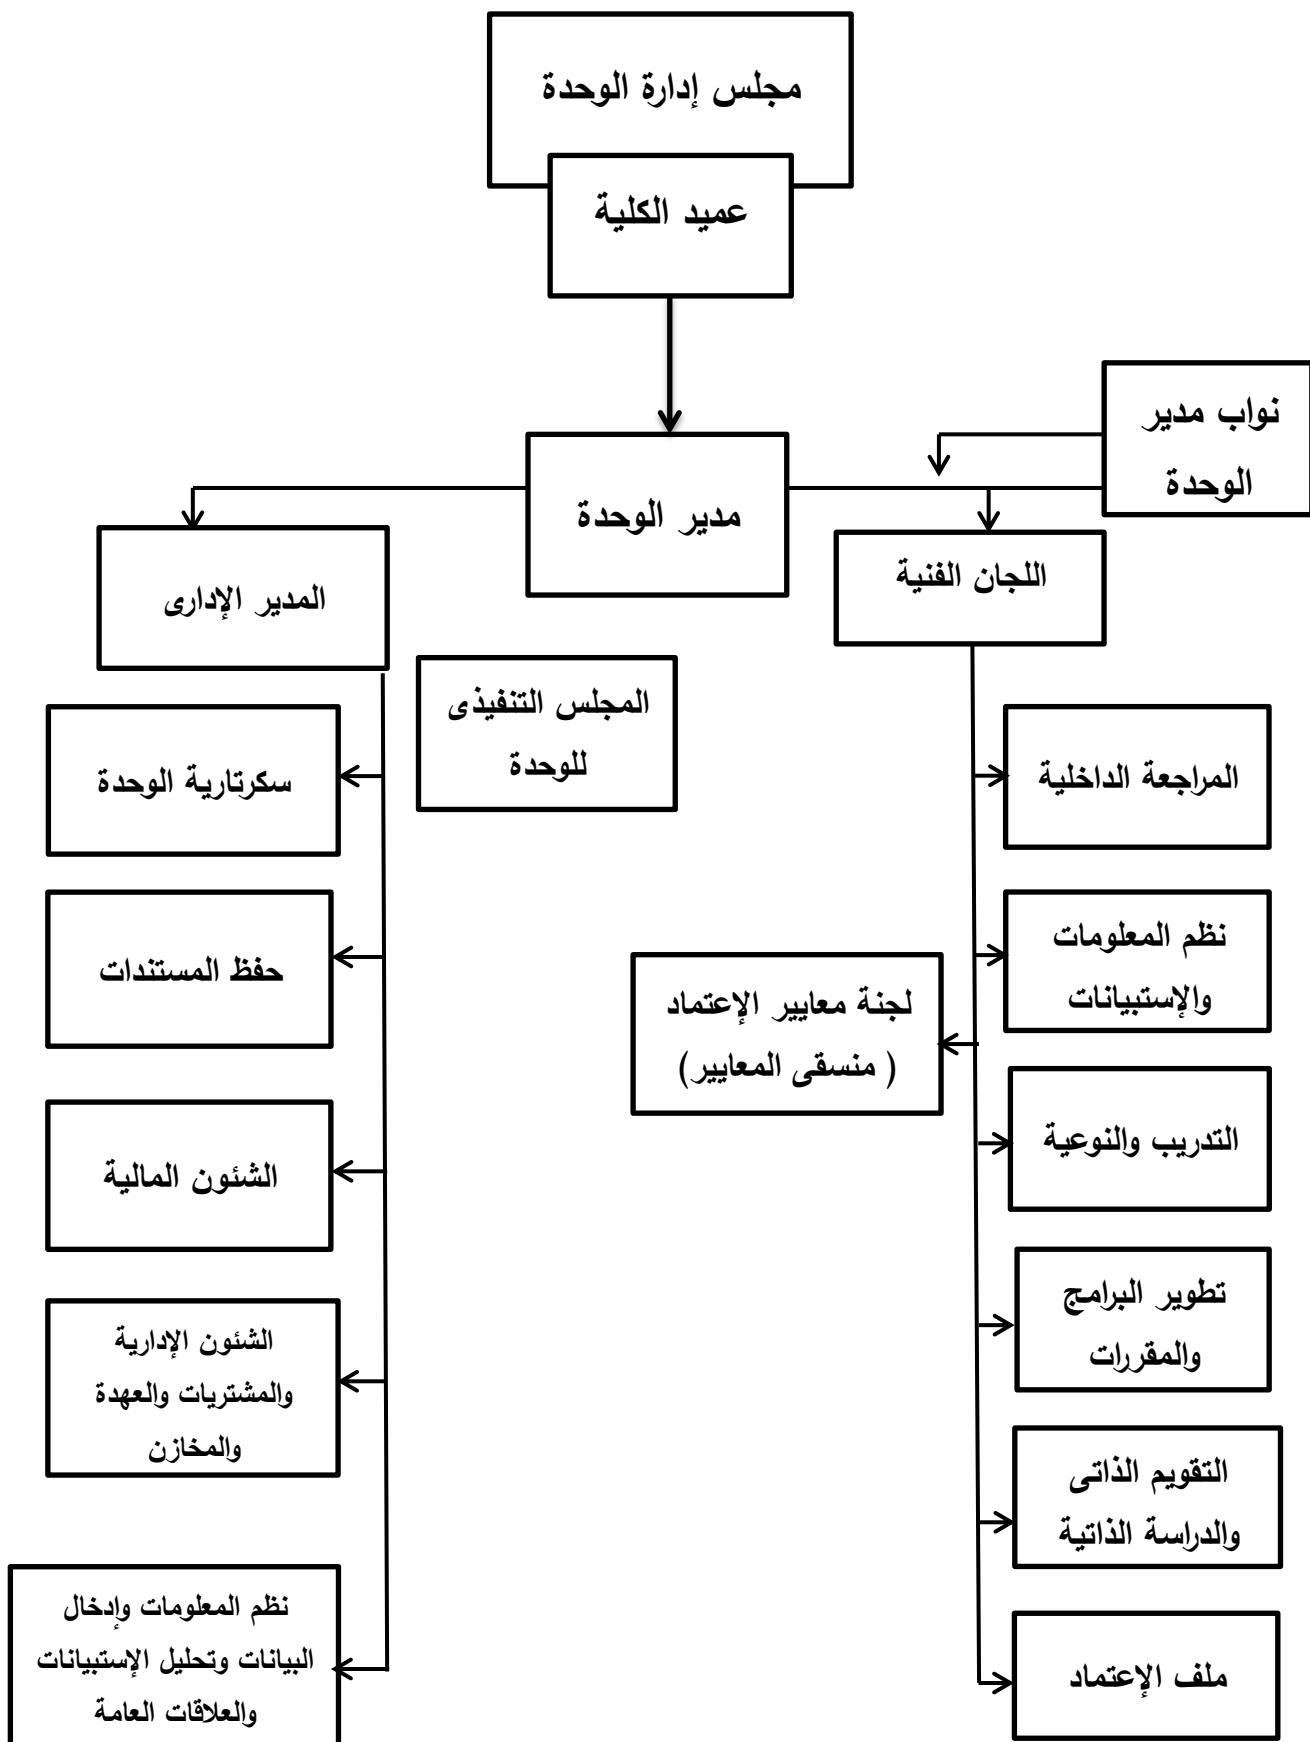 مجلس إدارة الوحدة
عميد الكلية
نواب مدير
الوحدة
مدير الوحدة
اللجان الفنية
المدير الإدارى
المجلس التنفيذى
للوحدة
المراجعة الداخلية
سكرتارية الوحدة
نظم المعلومات
والإستبيانات
حفظ المستندات
لجنة معايير الإعتماد
( منسقى المعايير)
التدريب والنوعية
الشئون المالية
تطوير البرامج
والمقررات
الشئون الإدارية
والمشتريات والعهدة
والمخازن
التقويم الذاتى
والدراسة الذاتية
نظم المعلومات وإدخال
البيانات وتحليل الإستبيانات
والعلاقات العامة
ملف الإعتماد